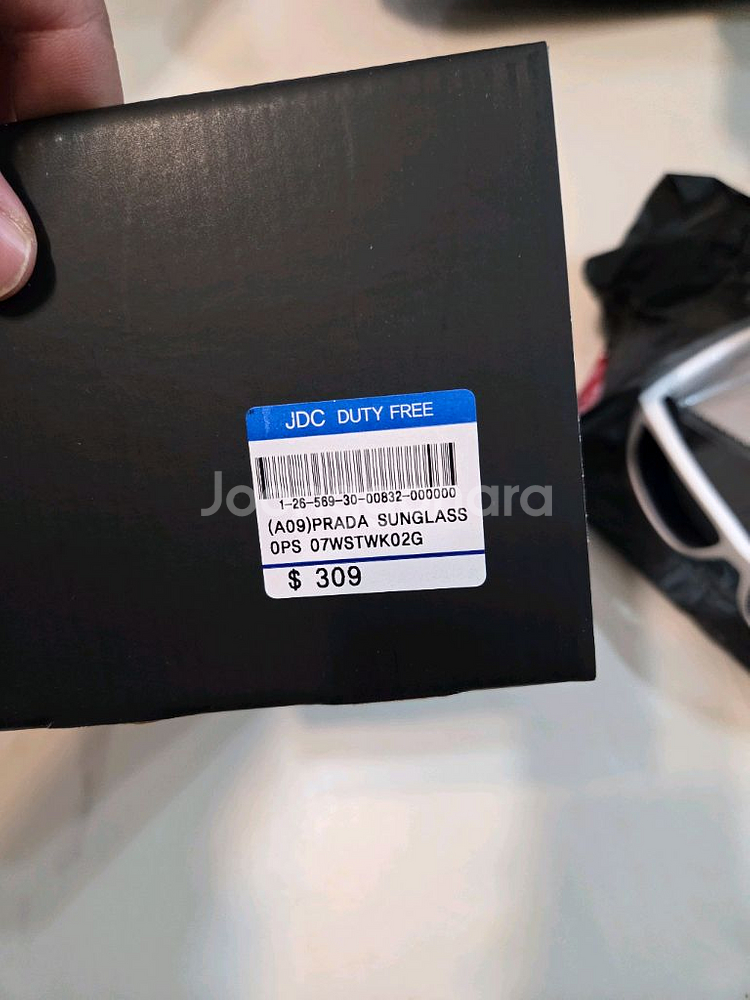 JDC DUTY FREE
1-26-569-30-00832-000000
(A09)PRADA SUNGLASS
0PS 07WSTWK02G
$ 309